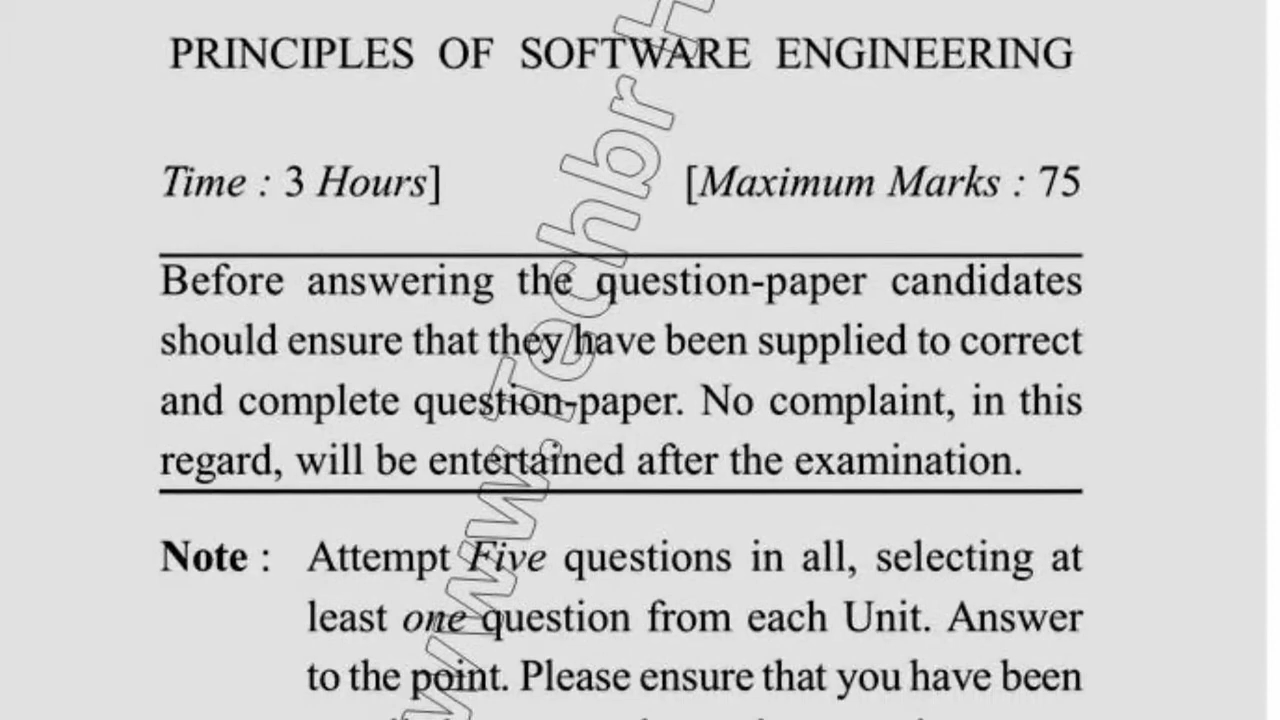 PRINCIPLES OF SOFTWARE ENGINEERING
Time : 3 Hours] [Maximum Marks : 75
Before answering the question-paper candidates
should ensure that they have been supplied to correct
and complete question-paper. No complaint, in this
regard, will be entertained after the examination.
Note : Attempt Five questions in all, selecting at
least one question from each Unit. Answer
to the point. Please ensure that you have been
www.Techbr H